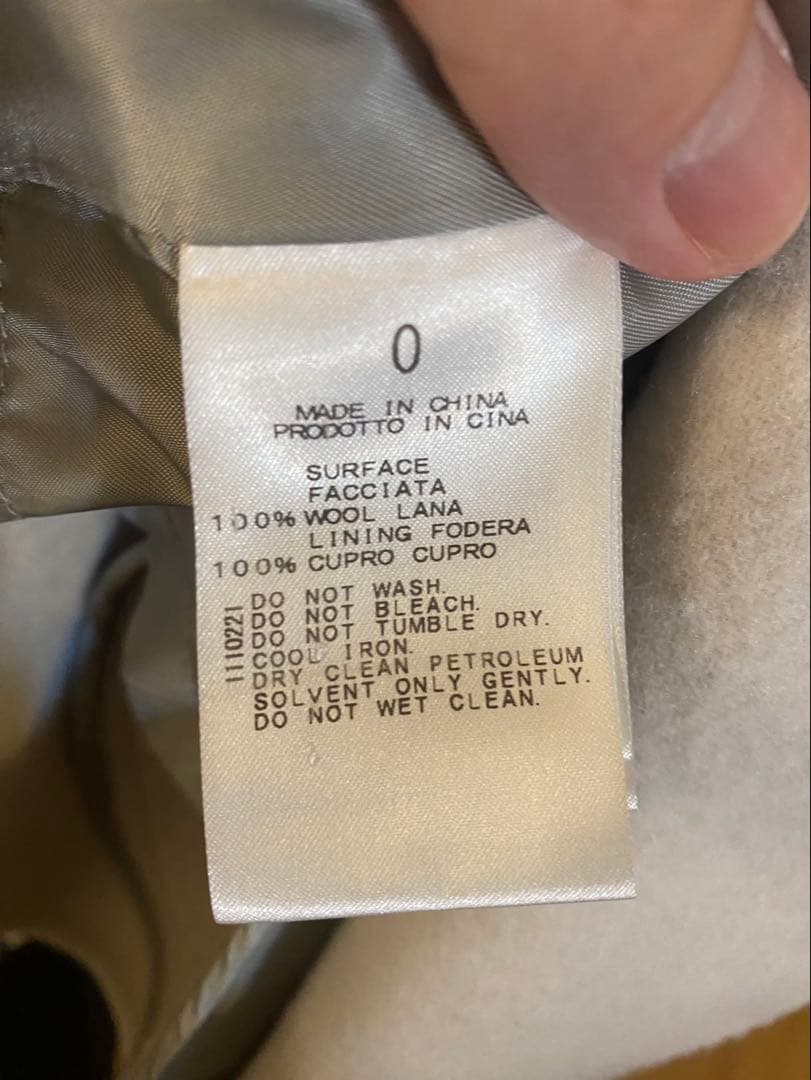 0
MADE IN CHINA
PRODOTTO IN CINA
SURFACE
FACCIATA
100% WOOL LANA
LINING FODERA
100% CUPRO CUPRO
1110221
DO NOT WASH.
DO NOT BLEACH.
DO NOT TUMBLE DRY.
COOL IRON.
DRY CLEAN PETROLEUM
SOLVENT ONLY GENTLY.
DO NOT WET CLEAN.